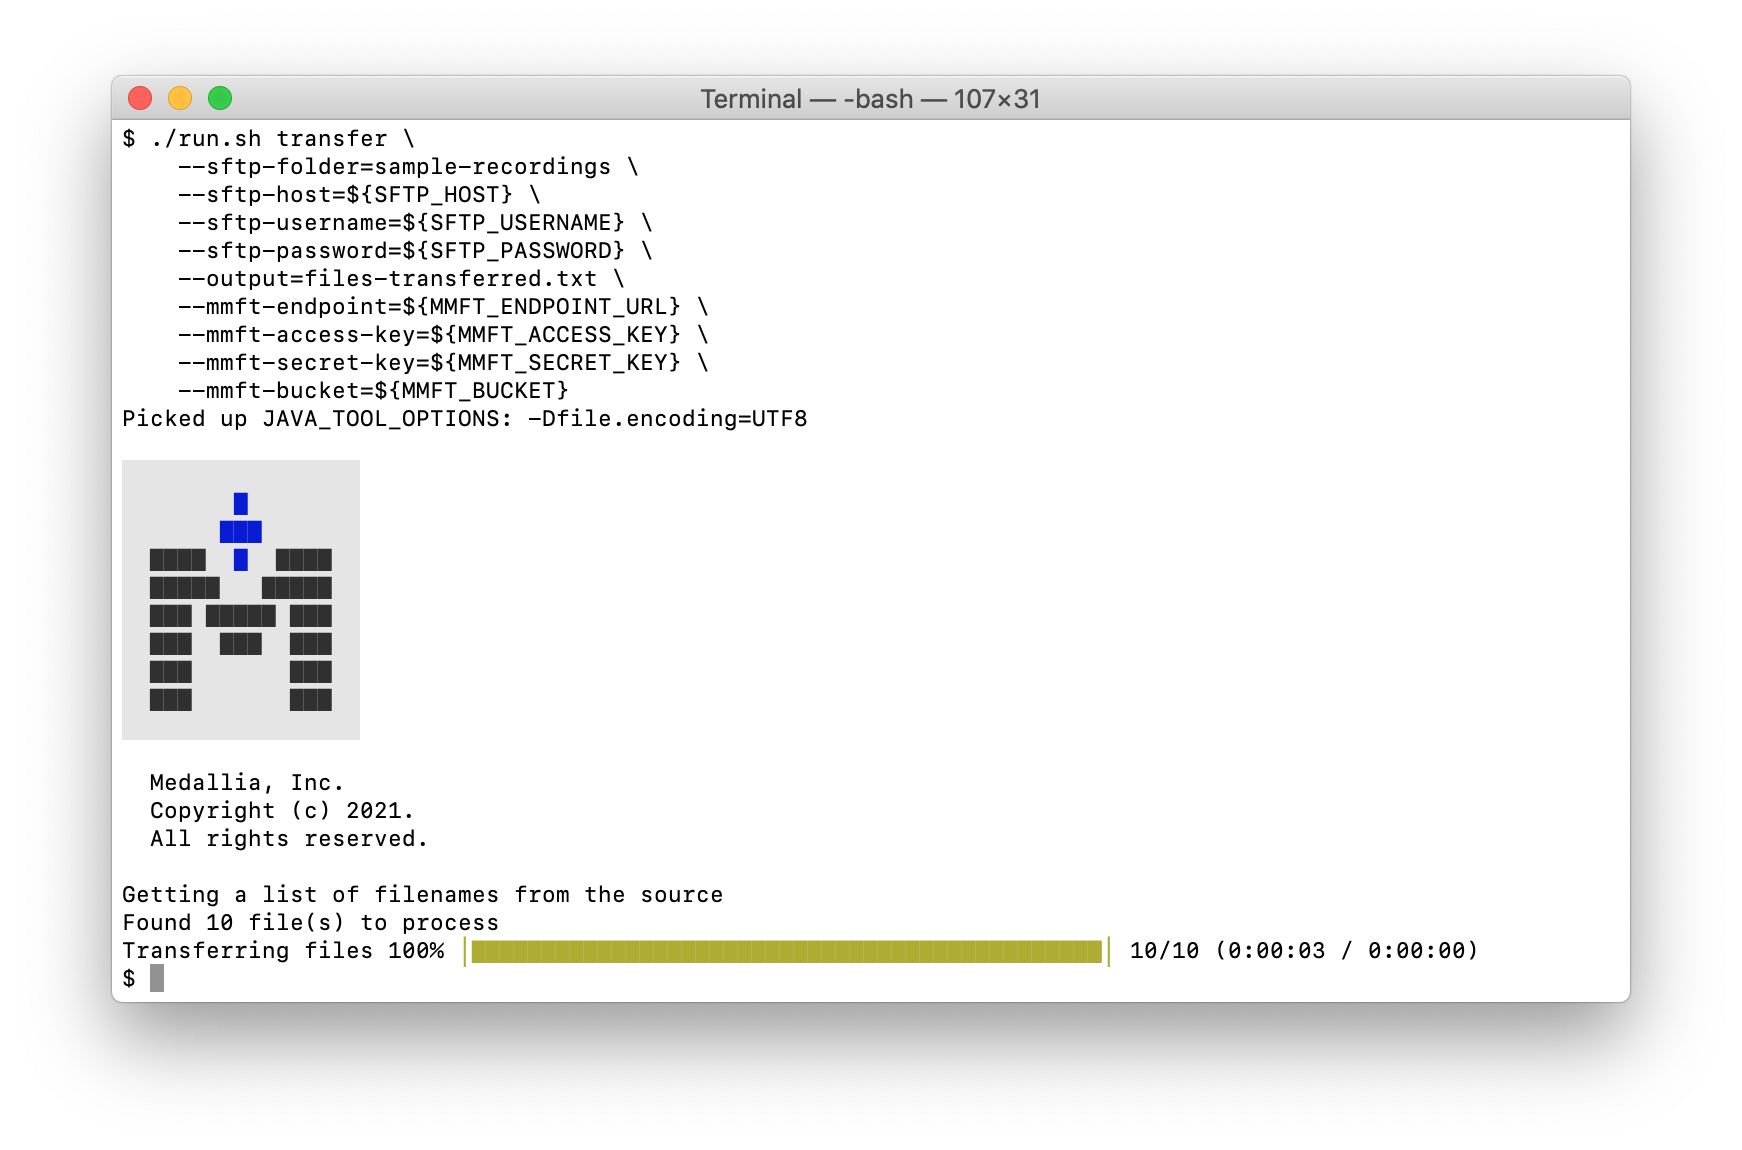 Terminal — -bash — 107×31
$ ./run.sh transfer \
    --sftp-folder=sample-recordings \
    --sftp-host=${SFTP_HOST} \
    --sftp-username=${SFTP_USERNAME} \
    --sftp-password=${SFTP_PASSWORD} \
    --output=files-transferred.txt \
    --mmft-endpoint=${MMFT_ENDPOINT_URL} \
    --mmft-access-key=${MMFT_ACCESS_KEY} \
    --mmft-secret-key=${MMFT_SECRET_KEY} \
    --mmft-bucket=${MMFT_BUCKET}
Picked up JAVA_TOOL_OPTIONS: -Dfile.encoding=UTF8
  Medallia, Inc.
  Copyright (c) 2021.
  All rights reserved.
Getting a list of filenames from the source
Found 10 file(s) to process
Transferring files 100% │ │ 10/10 (0:00:03 / 0:00:00)
$